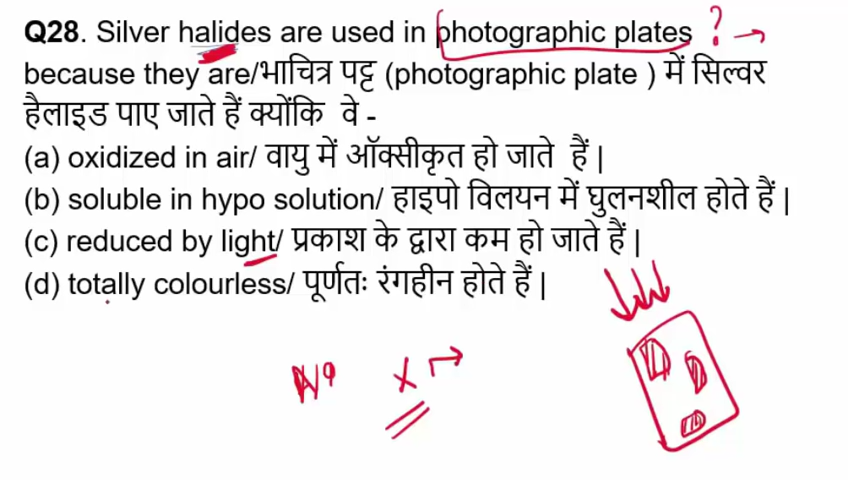 Q28. Silver halides are used in photographic plates ?
because they are/भाचित्र पट्ट (photographic plate ) में सिल्वर
हैलाइड पाए जाते हैं क्योंकि वे -
(a) oxidized in air/ वायु में ऑक्सीकृत हो जाते हैं |
(b) soluble in hypo solution/ हाइपो विलयन में घुलनशील होते हैं |
(c) reduced by light/ प्रकाश के द्वारा कम हो जाते हैं |
(d) totally colourless/ पूर्णतः रंगहीन होते हैं |